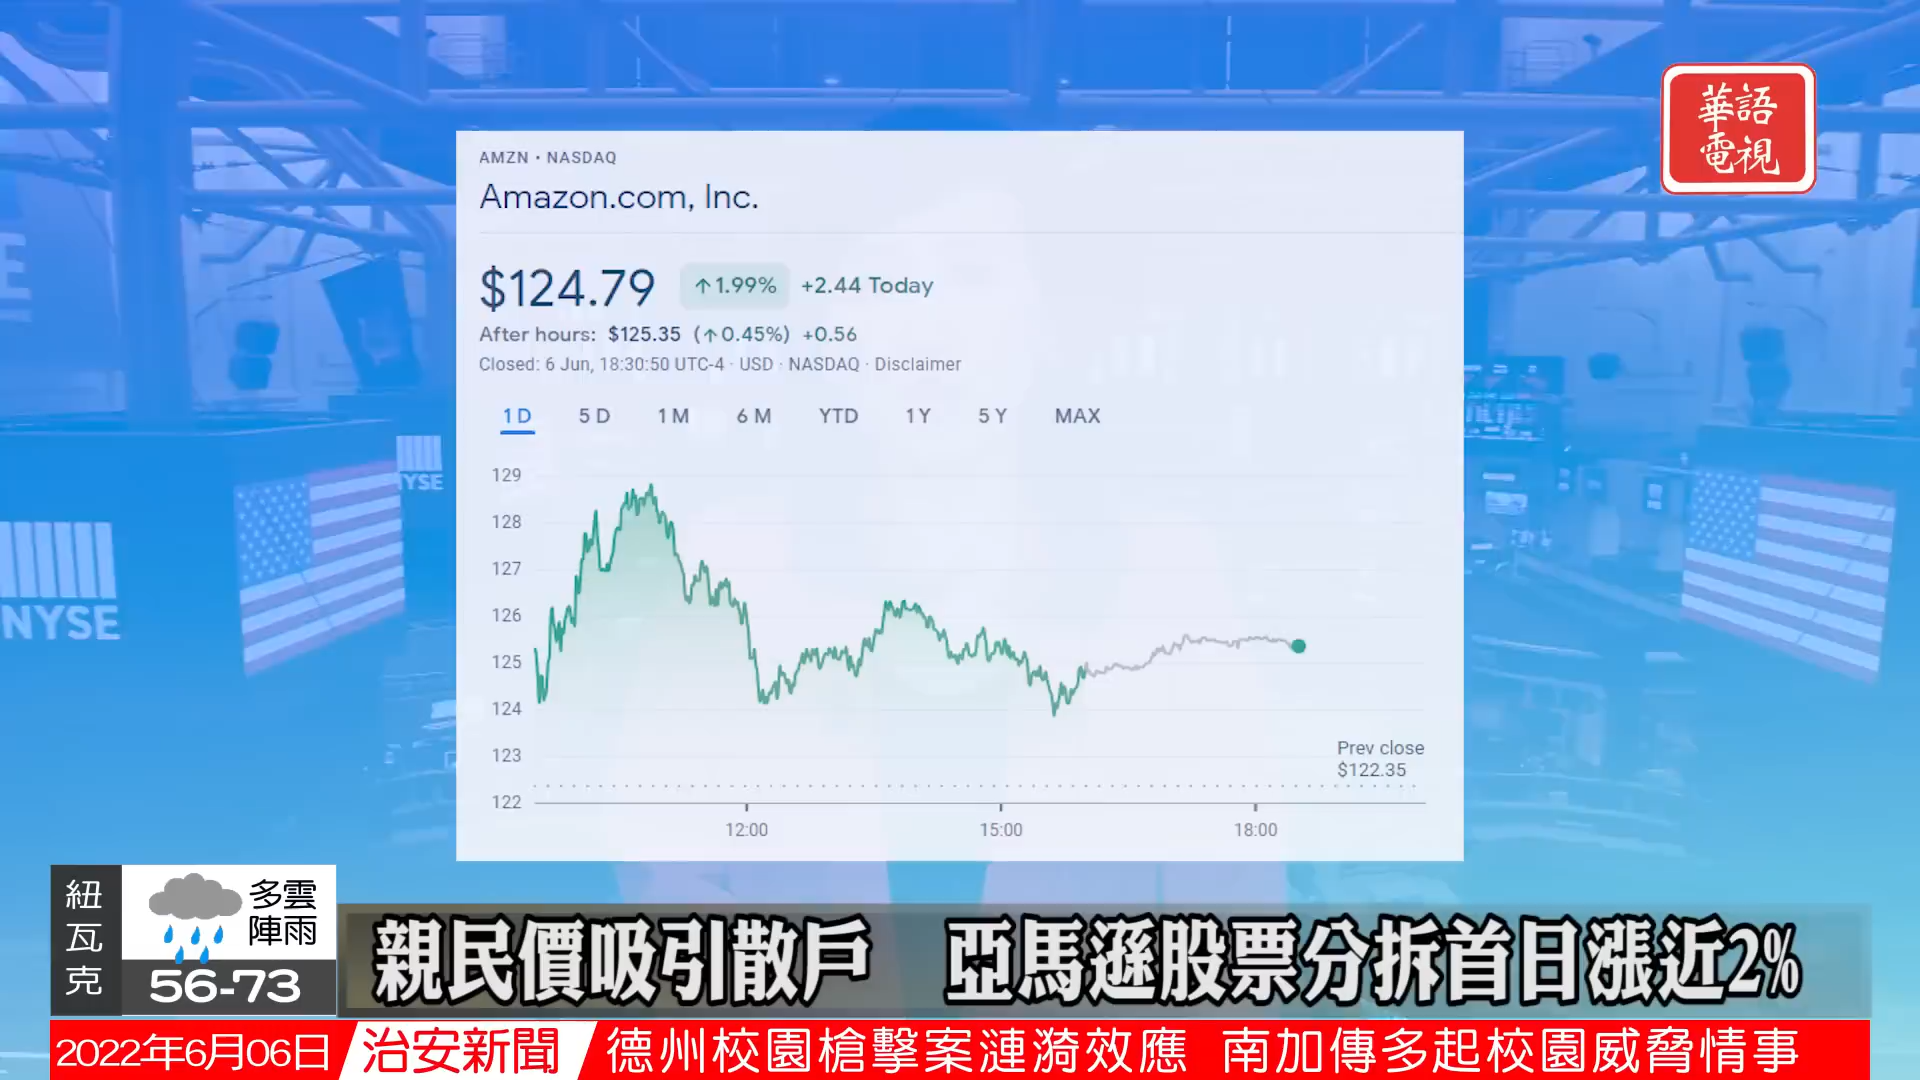 華語
電視
AMZN • NASDAQ
Amazon.com, Inc.
$124.79 ↑1.99% +2.44 Today
After hours: $125.35 (↑0.45%) +0.56
Closed: 6 Jun, 18:30:50 UTC-4 · USD · NASDAQ · Disclaimer
1D 5D 1M 6M YTD 1Y 5Y MAX
129
128
127
126
125
124
123
122
Prev close
$122.35
12:00 15:00 18:00
NYSE
NYSE
紐瓦克
多雲
陣雨
56-73
親民價吸引散戶 亞馬遜股票分拆首日漲近2%
2022年6月06日 治安新聞 德州校園槍擊案漣漪效應 南加傳多起校園威脅情事